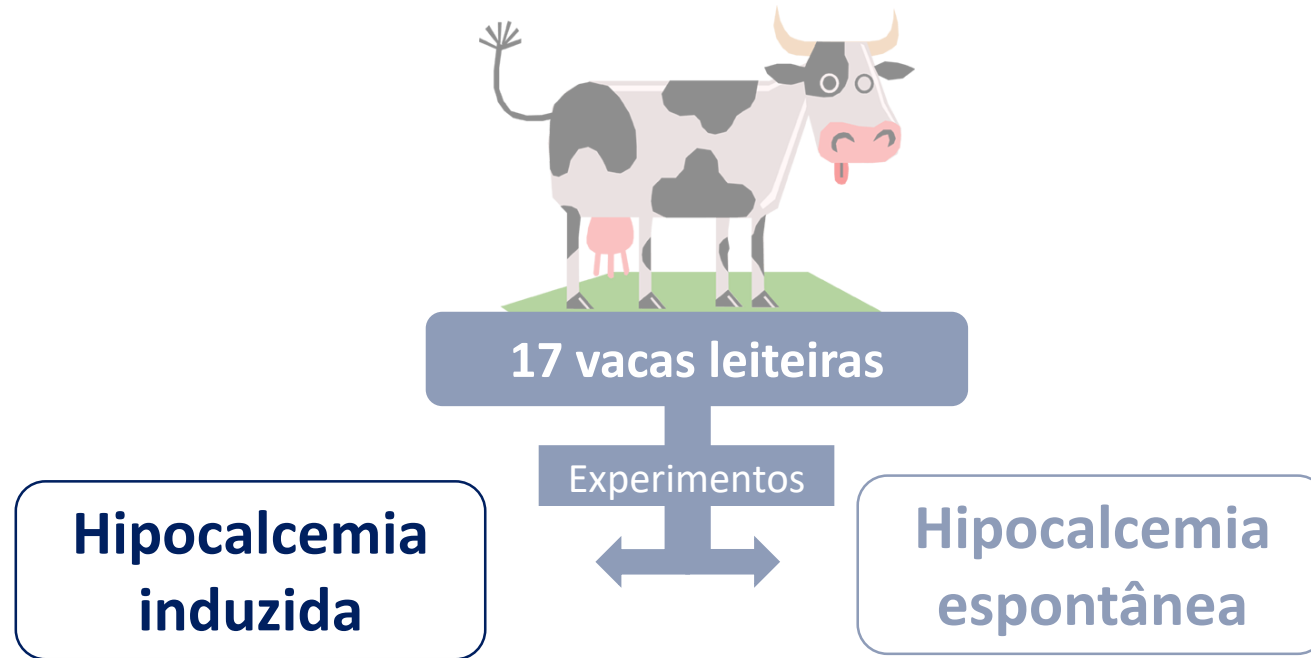 17 vacas leiteiras
Experimentos
Hipocalcemia
induzida
Hipocalcemia
espontânea